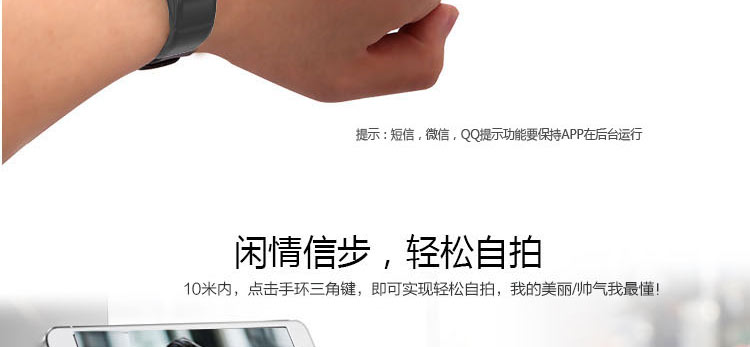 提示：短信，微信，QQ提示功能要保持APP在后台运行
闲情信步，轻松自拍
10米内，点击手环三角键，即可实现轻松自拍，我的美丽/帅气我最懂!